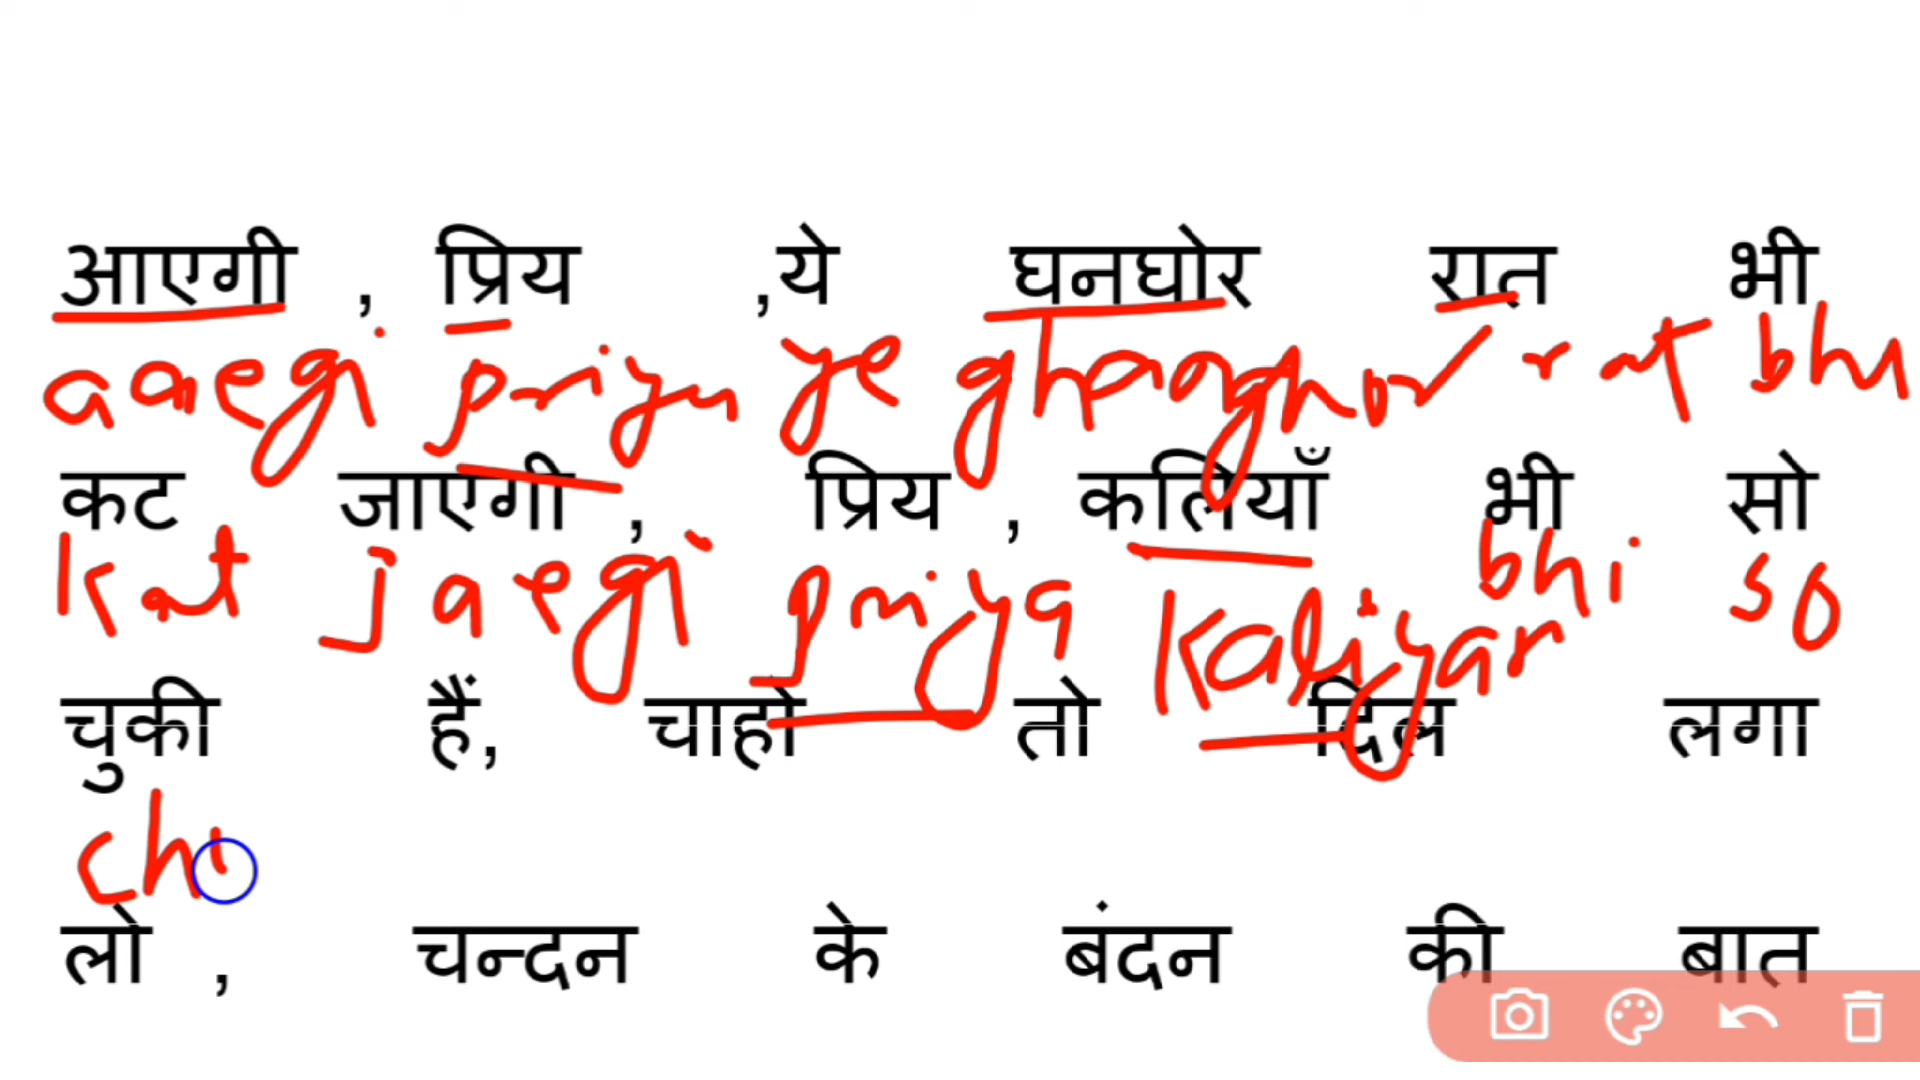 आएगी , प्रिय ,ये घनघोर रात भी
aaegi priya ye ghanghor rat bhi
कट जाएगी , प्रिय , कलियाँ भी सो
kat jaegi priya kaliyan bhi so
चुकी हैं, चाहो तो दिल लगा
chu
लो , चन्दन के बंदन की बात